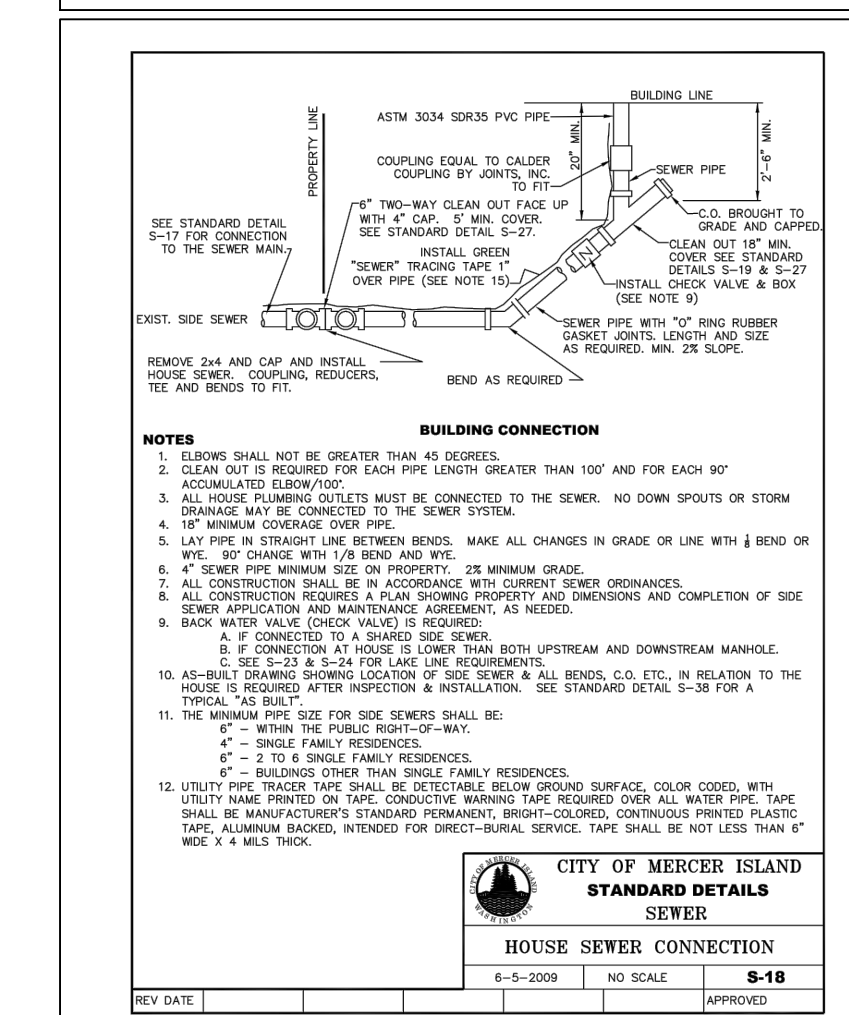 BUILDING LINE
ASTM 3034 SDR35 PVC PIPE
PROPERTY LINE
20" MIN.
2'-6" MIN.
COUPLING EQUAL TO CALDER
COUPLING BY JOINTS, INC.
TO FIT
SEWER PIPE
6" TWO-WAY CLEAN OUT FACE UP
WITH 4" CAP. 5' MIN. COVER.
SEE STANDARD DETAIL S-27.
C.O. BROUGHT TO
GRADE AND CAPPED.
SEE STANDARD DETAIL
S-17 FOR CONNECTION
TO THE SEWER MAIN.
CLEAN OUT 18" MIN.
COVER SEE STANDARD
DETAILS S-19 & S-27
INSTALL GREEN
"SEWER" TRACING TAPE 1"
OVER PIPE (SEE NOTE 15)
N
INSTALL CHECK VALVE & BOX
(SEE NOTE 9)
EXIST. SIDE SEWER
SEWER PIPE WITH "O" RING RUBBER
GASKET JOINTS. LENGTH AND SIZE
AS REQUIRED. MIN. 2% SLOPE.
REMOVE 2x4 AND CAP AND INSTALL
HOUSE SEWER. COUPLING, REDUCERS,
TEE AND BENDS TO FIT.
BEND AS REQUIRED
BUILDING CONNECTION
NOTES
1. ELBOWS SHALL NOT BE GREATER THAN 45 DEGREES.
2. CLEAN OUT IS REQUIRED FOR EACH PIPE LENGTH GREATER THAN 100' AND FOR EACH 90°
ACCUMULATED ELBOW/100'.
3. ALL HOUSE PLUMBING OUTLETS MUST BE CONNECTED TO THE SEWER. NO DOWN SPOUTS OR STORM
DRAINAGE MAY BE CONNECTED TO THE SEWER SYSTEM.
4. 18" MINIMUM COVERAGE OVER PIPE.
5. LAY PIPE IN STRAIGHT LINE BETWEEN BENDS. MAKE ALL CHANGES IN GRADE OR LINE WITH 1/8 BEND OR
WYE. 90° CHANGE WITH 1/8 BEND AND WYE.
6. 4" SEWER PIPE MINIMUM SIZE ON PROPERTY. 2% MINIMUM GRADE.
7. ALL CONSTRUCTION SHALL BE IN ACCORDANCE WITH CURRENT SEWER ORDINANCES.
8. ALL CONSTRUCTION REQUIRES A PLAN SHOWING PROPERTY AND DIMENSIONS AND COMPLETION OF SIDE
SEWER APPLICATION AND MAINTENANCE AGREEMENT, AS NEEDED.
9. BACK WATER VALVE (CHECK VALVE) IS REQUIRED:
A. IF CONNECTED TO A SHARED SIDE SEWER.
B. IF CONNECTION AT HOUSE IS LOWER THAN BOTH UPSTREAM AND DOWNSTREAM MANHOLE.
C. SEE S-23 & S-24 FOR LAKE LINE REQUIREMENTS.
10. AS-BUILT DRAWING SHOWING LOCATION OF SIDE SEWER & ALL BENDS, C.O. ETC., IN RELATION TO THE
HOUSE IS REQUIRED AFTER INSPECTION & INSTALLATION. SEE STANDARD DETAIL S-38 FOR A
TYPICAL "AS BUILT".
11. THE MINIMUM PIPE SIZE FOR SIDE SEWERS SHALL BE:
6" - WITHIN THE PUBLIC RIGHT-OF-WAY.
4" - SINGLE FAMILY RESIDENCES.
6" - 2 TO 6 SINGLE FAMILY RESIDENCES.
6" - BUILDINGS OTHER THAN SINGLE FAMILY RESIDENCES.
12. UTILITY PIPE TRACER TAPE SHALL BE DETECTABLE BELOW GROUND SURFACE, COLOR CODED, WITH
UTILITY NAME PRINTED ON TAPE. CONDUCTIVE WARNING TAPE REQUIRED OVER ALL WATER PIPE. TAPE
SHALL BE MANUFACTURER'S STANDARD PERMANENT, BRIGHT-COLORED, CONTINUOUS PRINTED PLASTIC
TAPE, ALUMINUM BACKED, INTENDED FOR DIRECT-BURIAL SERVICE. TAPE SHALL BE NOT LESS THAN 6"
WIDE X 4 MILS THICK.
CITY OF MERCER ISLAND
WASHINGTON
CITY OF MERCER ISLAND
STANDARD DETAILS
SEWER
HOUSE SEWER CONNECTION
6-5-2009 NO SCALE S-18
REV DATE APPROVED